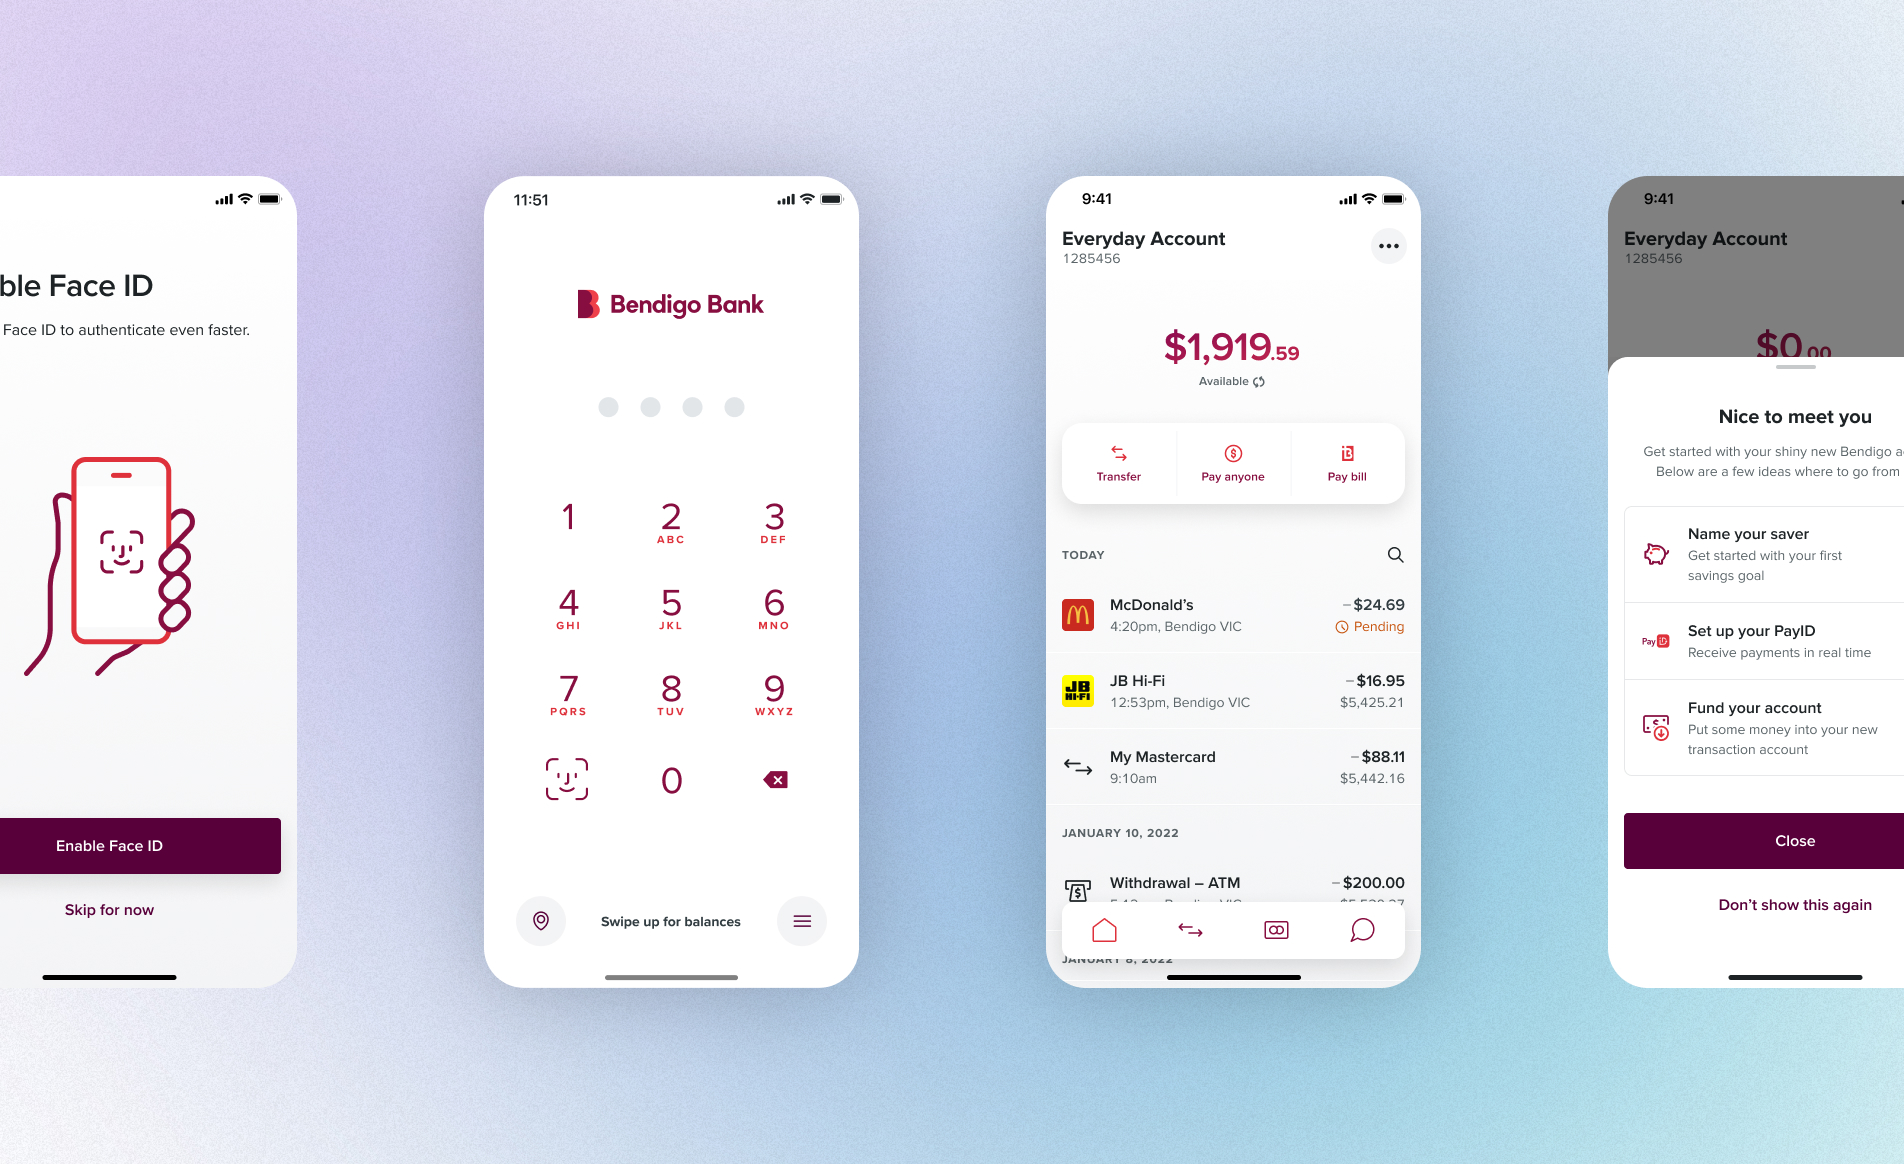 ble Face ID
Face ID to authenticate even faster.
Enable Face ID
Skip for now
11:51
Bendigo Bank
1
2
ABC
3
DEF
4
GHI
5
JKL
6
MNO
7
PQRS
8
TUV
9
WXYZ
0
Swipe up for balances
9:41
Everyday Account
1285456
$1,919.59
Available
Transfer
Pay anyone
Pay bill
TODAY
McDonald's –$24.69
4:20pm, Bendigo VIC Pending
JB HI-FI
JB Hi-Fi –$16.95
12:53pm, Bendigo VIC $5,425.21
My Mastercard –$88.11
9:10am $5,442.16
JANUARY 10, 2022
Withdrawal – ATM –$200.00
JANUARY 8, 2022
9:41
Everyday Account
1285456
$0.00
Nice to meet you
Get started with your shiny new Bendigo a
Below are a few ideas where to go from
Name your saver
Get started with your first
savings goal
PayID
Set up your PayID
Receive payments in real time
Fund your account
Put some money into your new
transaction account
Close
Don't show this again